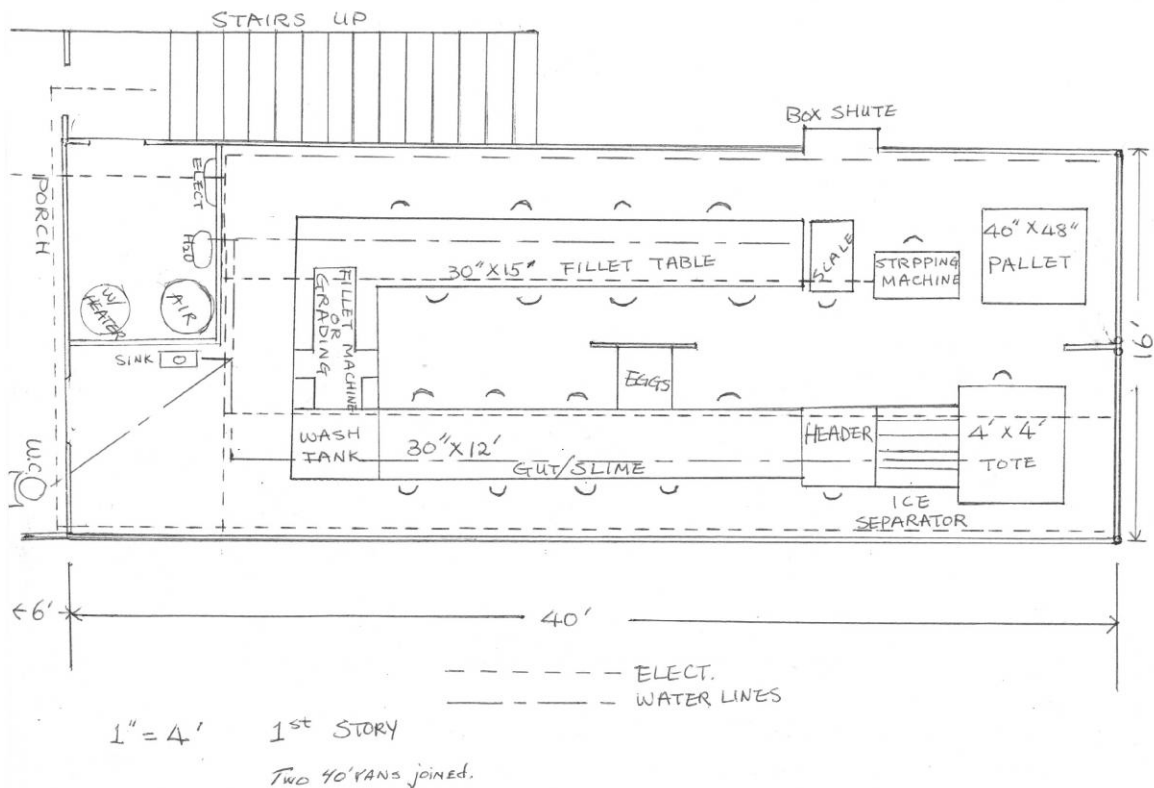 STAIRS UP
BOX SHUTE
PORCH
ELECT
H2O
W/
HEATER
AIR
SINK
W.C.
30"X15" FILLET TABLE
FILLET MACHINE
OR
GRADING
SCALE
STRPPING
MACHINE
40"X48"
PALLET
16'
EGGS
WASH
TANK
30"X12'
GUT/SLIME
HEADER
4'X4'
TOTE
ICE
SEPARATOR
6'
40'
ELECT.
WATER LINES
1"=4'
1st STORY
TWO 40' VANS joined.